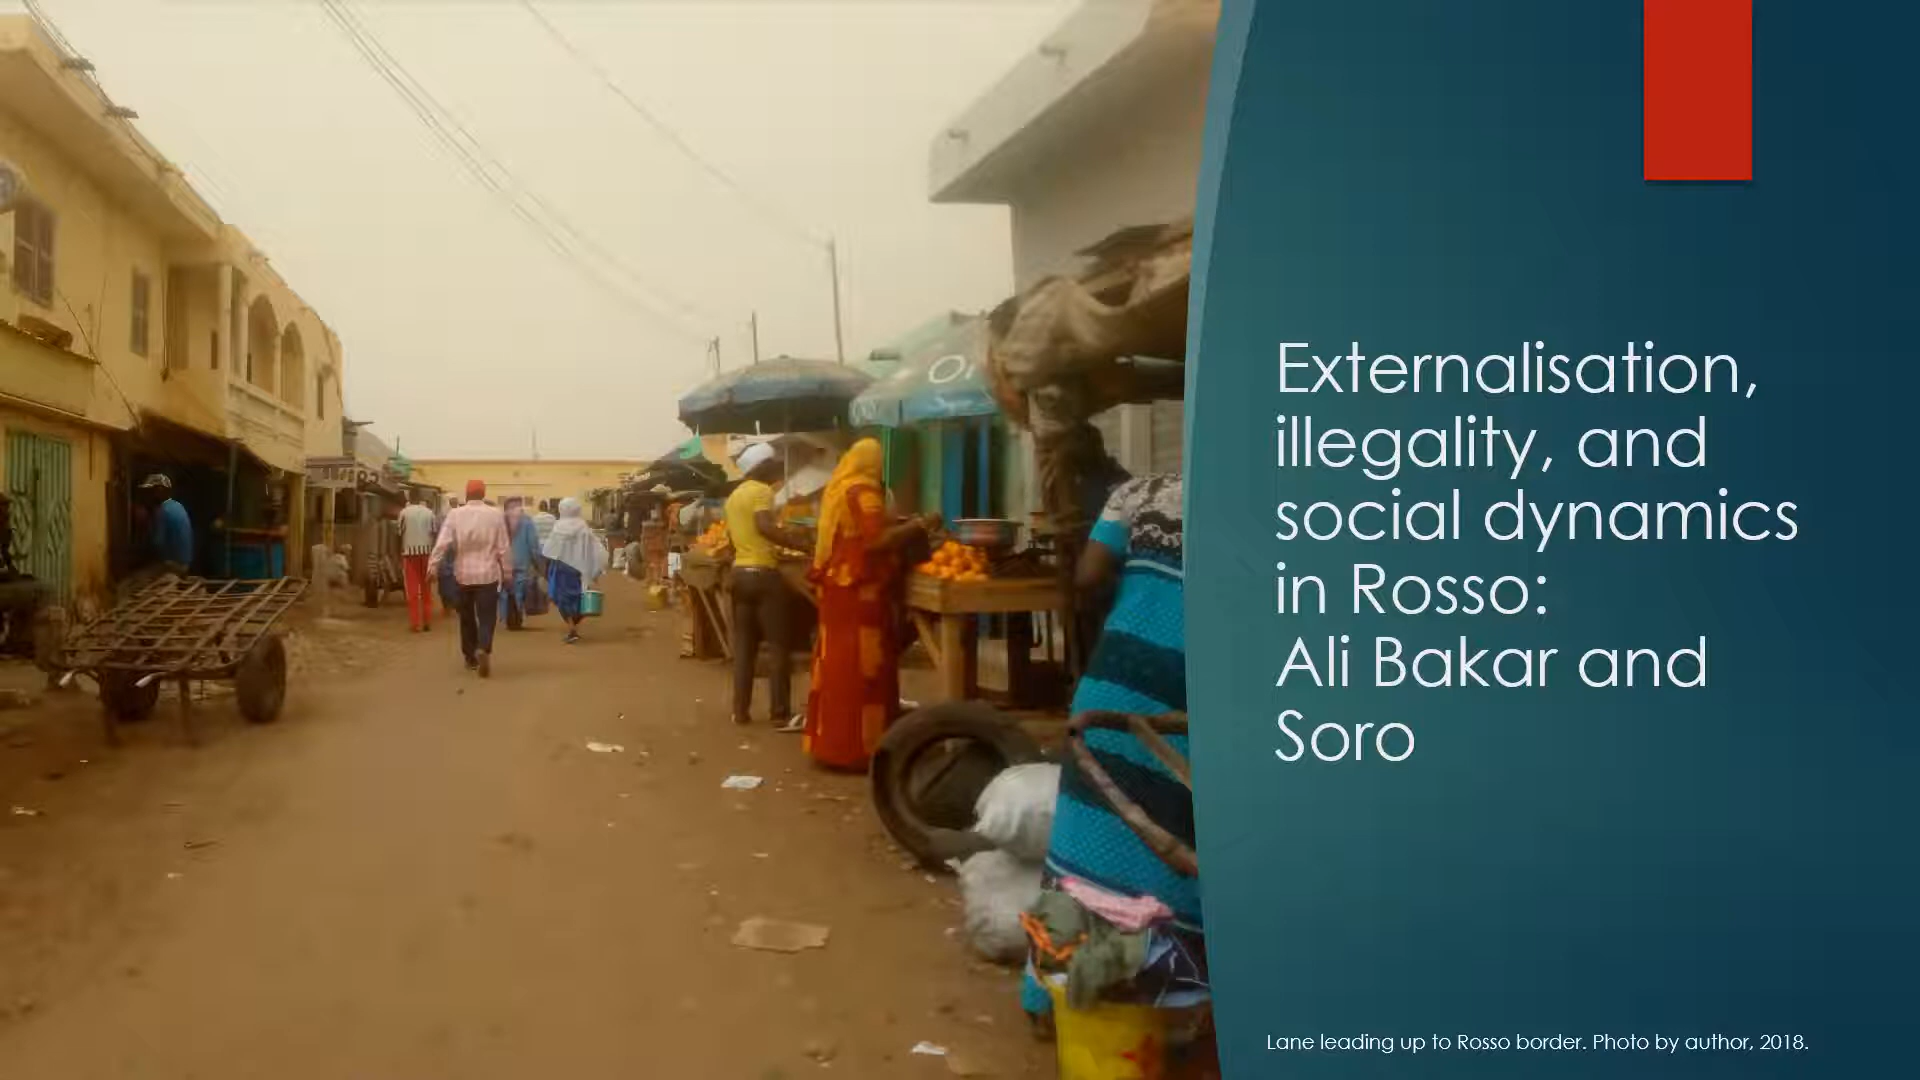 Externalisation,
illegality, and
social dynamics
in Rosso:
Ali Bakar and
Soro
Lane leading up to Rosso border. Photo by author, 2018.